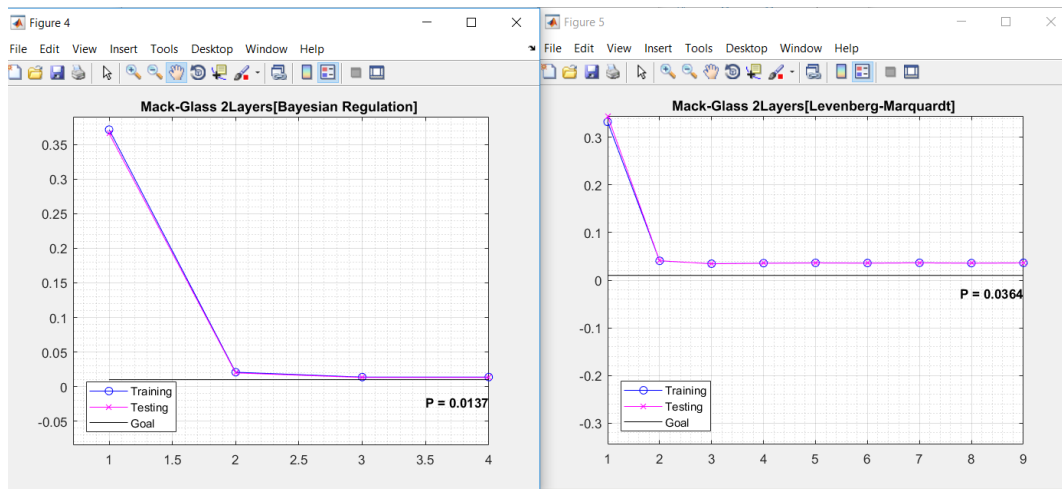 Figure 4
File Edit View Insert Tools Desktop Window Help
Mack-Glass 2Layers[Bayesian Regulation]
0.35
0.3
0.25
0.2
0.15
0.1
0.05
0
-0.05
Training
Testing
Goal
P = 0.0137
1 1.5 2 2.5 3 3.5 4
Figure 5
File Edit View Insert Tools Desktop Window Help
Mack-Glass 2Layers[Levenberg-Marquardt]
0.3
0.2
0.1
0
-0.1
-0.2
-0.3
P = 0.0364
Training
Testing
Goal
1 2 3 4 5 6 7 8 9